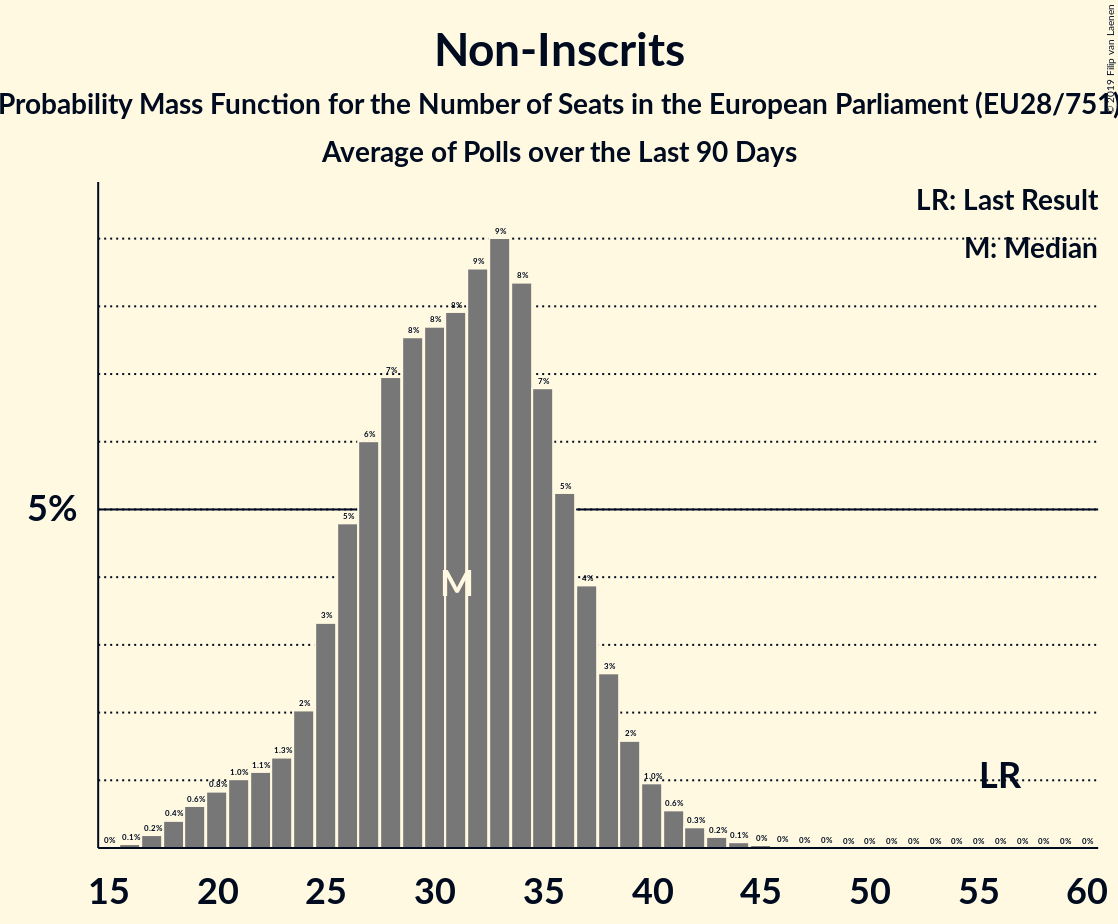 © 2019 Filip van Laenen
Non-Inscrits
Probability Mass Function for the Number of Seats in the European Parliament (EU28/751)
Average of Polls over the Last 90 Days
LR: Last Result
M: Median
5%
0% 0.1% 0.2% 0.4% 0.6% 0.8% 1.0% 1.1% 1.3% 2% 3% 5% 6% 7% 8% 8% 8% 9% 9% 8% 7% 5% 4% 3% 2% 1.0% 0.6% 0.3% 0.2% 0.1% 0% 0% 0% 0% 0% 0% 0% 0% 0% 0% 0% 0% 0% 0% 0% 0%
M
LR
15 20 25 30 35 40 45 50 55 60